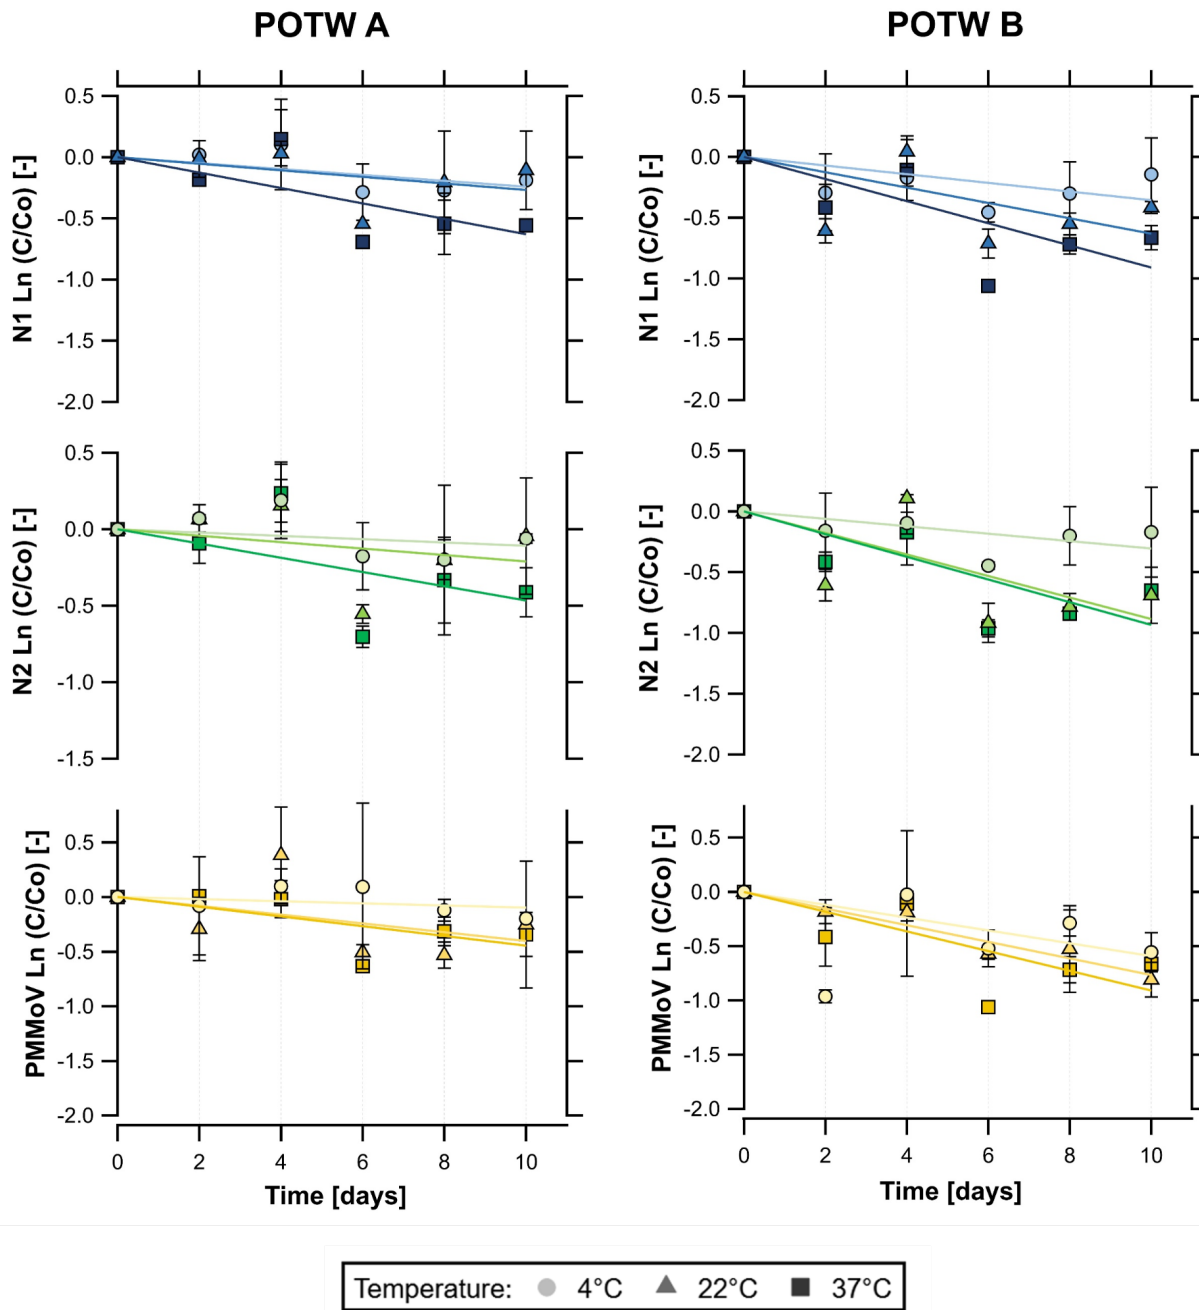 POTW A
POTW B
N1 Ln (C/Co) [-]
0.5
0.0
-0.5
-1.0
-1.5
-2.0
N1 Ln (C/Co) [-]
0.5
0.0
-0.5
-1.0
-1.5
-2.0
N2 Ln (C/Co) [-]
0.5
0.0
-0.5
-1.0
-1.5
N2 Ln (C/Co) [-]
0.5
0.0
-0.5
-1.0
-1.5
-2.0
PMMoV Ln (C/Co) [-]
0.5
0.0
-0.5
-1.0
-1.5
-2.0
0 2 4 6 8 10
Time [days]
PMMoV Ln (C/Co) [-]
0.5
0.0
-0.5
-1.0
-1.5
-2.0
0 2 4 6 8 10
Time [days]
Temperature: 4°C 22°C 37°C